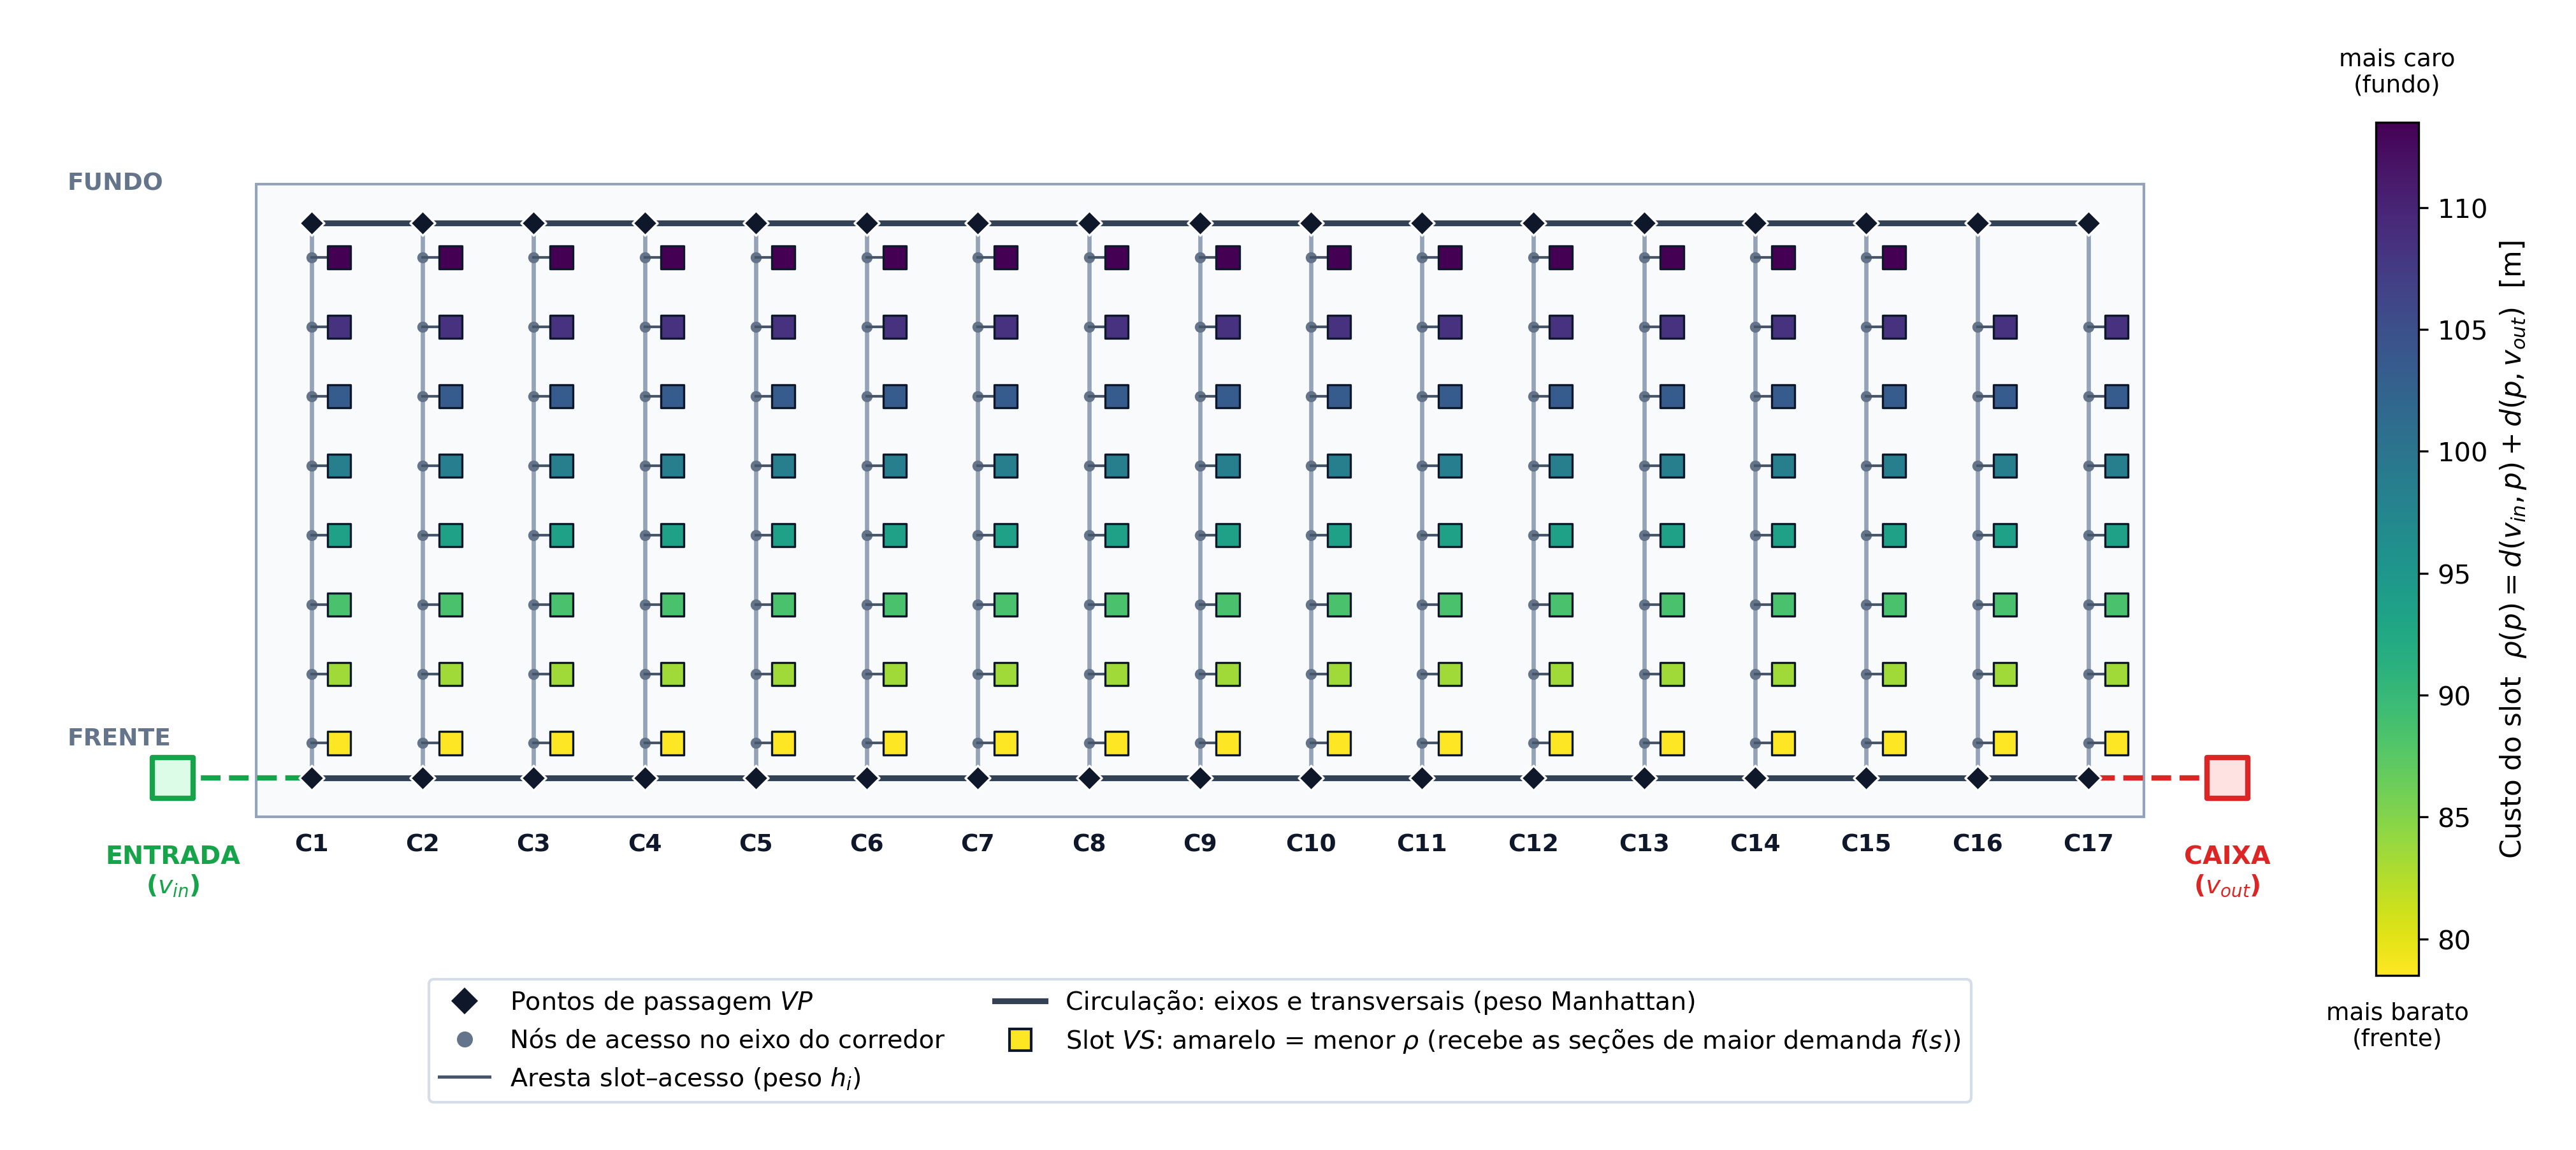 mais caro
(fundo)
FUNDO
110
105
100
95
90
85
80
Custo do slot ρ(p) = d(v_in, p) + d(p, v_out) [m]
FRENTE
C1 C2 C3 C4 C5 C6 C7 C8 C9 C10 C11 C12 C13 C14 C15 C16 C17
ENTRADA
(v_in)
CAIXA
(v_out)
mais barato
(frente)
Pontos de passagem VP
Nós de acesso no eixo do corredor
Aresta slot–acesso (peso h_i)
Circulação: eixos e transversais (peso Manhattan)
Slot VS: amarelo = menor ρ (recebe as seções de maior demanda f(s))